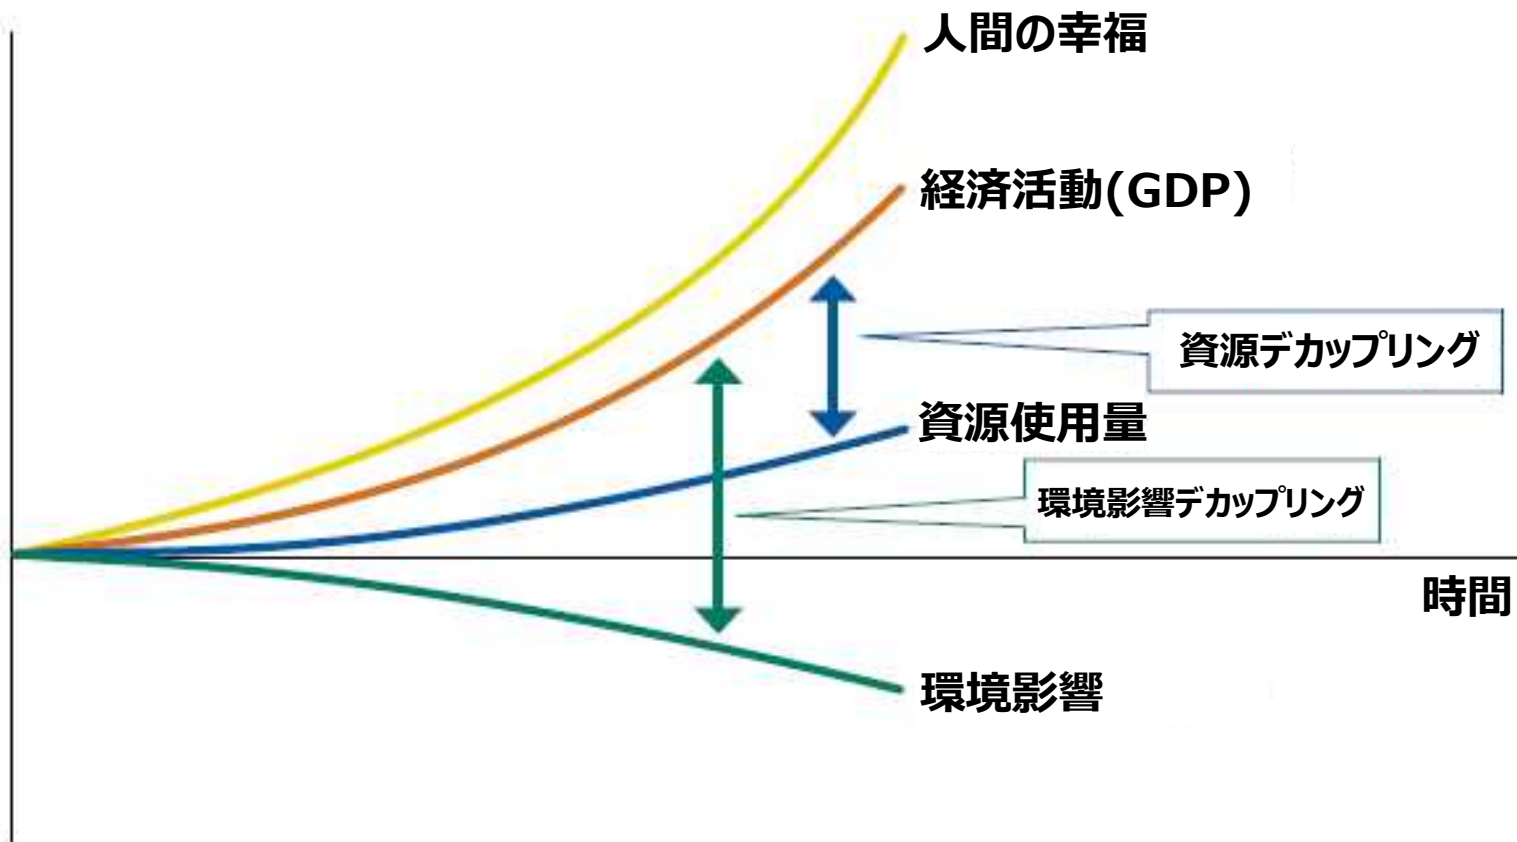 人間の幸福
経済活動(GDP)
資源デカップリング
資源使用量
環境影響デカップリング
時間
環境影響